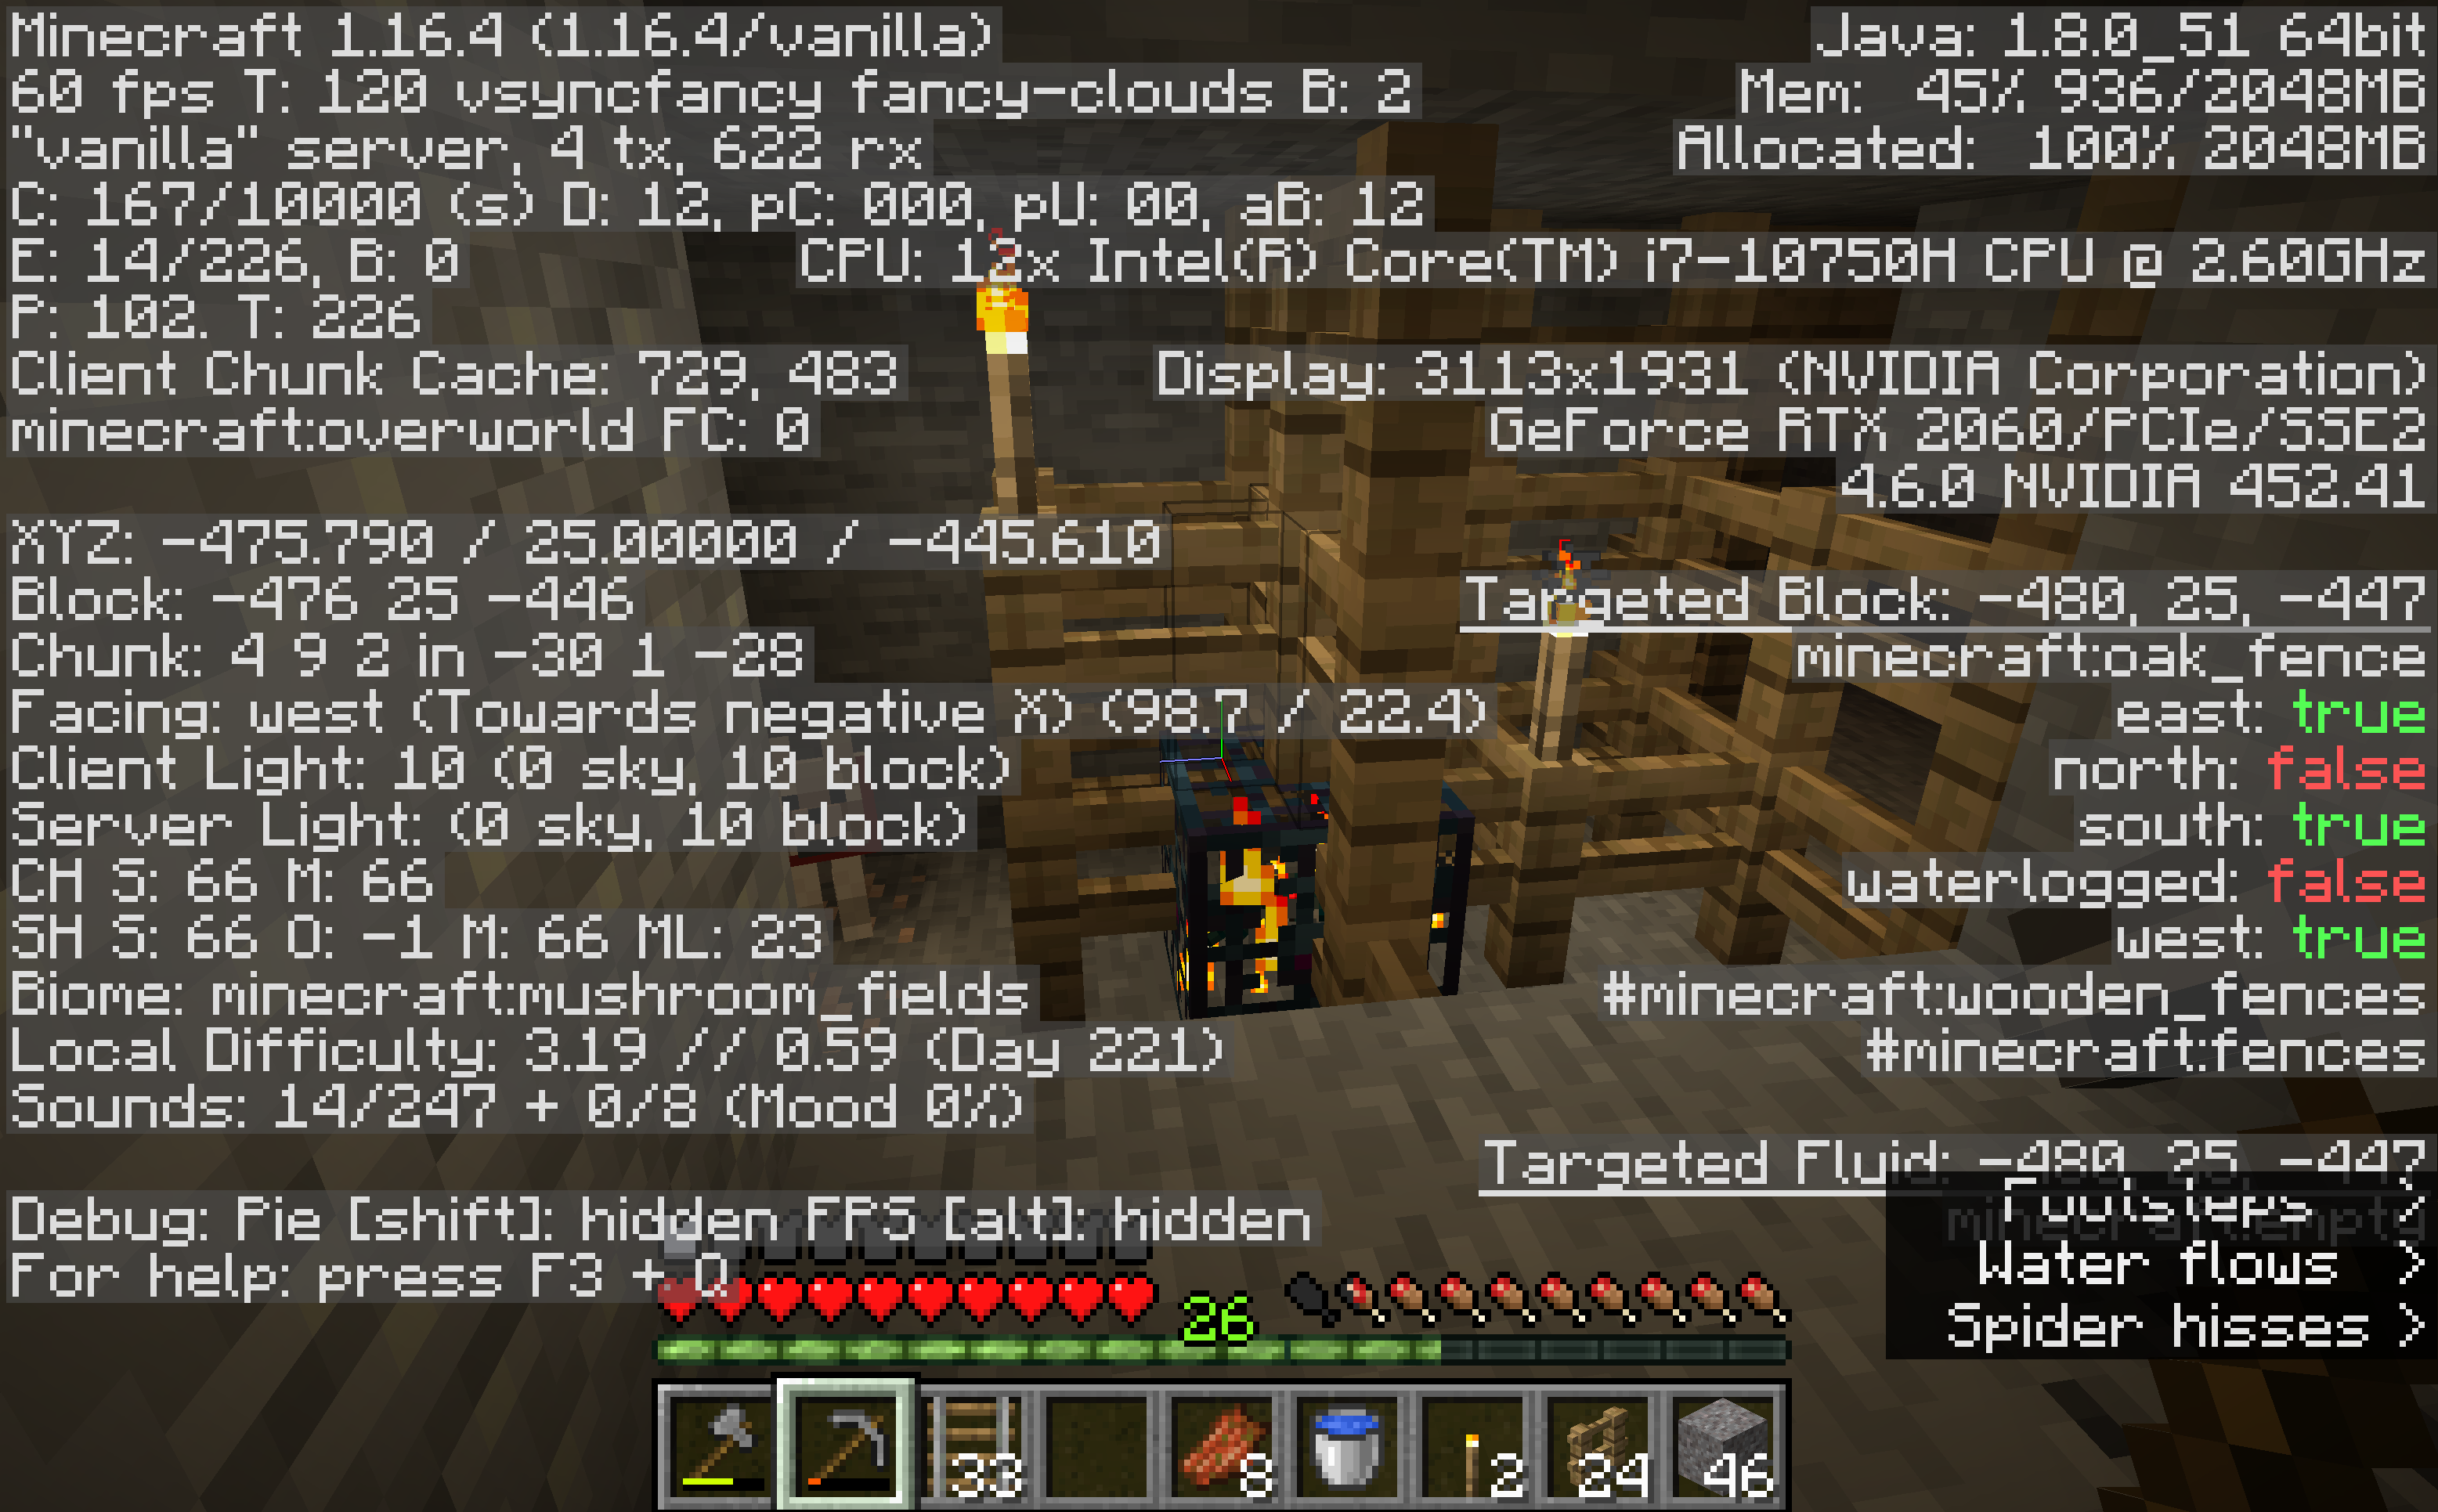 Minecraft 1.16.4 (1.16.4/vanilla)
60 fps T: 120 vsyncfancy fancy-clouds B: 2
"vanilla" server, 4 tx, 622 rx
C: 167/10000 (s) D: 12, pC: 000, pU: 00, aB: 12
E: 14/226, B: 0
P: 102. T: 226
Client Chunk Cache: 729, 483
minecraft:overworld FC: 0
XYZ: -475.790 / 25.00000 / -445.610
Block: -476 25 -446
Chunk: 4 9 2 in -30 1 -28
Facing: west (Towards negative X) (98.7 / 22.4)
Client Light: 10 (0 sky, 10 block)
Server Light: (0 sky, 10 block)
CH S: 66 M: 66
SH S: 66 O: -1 M: 66 ML: 23
Biome: minecraft:mushroom_fields
Local Difficulty: 3.19 // 0.59 (Day 221)
Sounds: 14/247 + 0/8 (Mood 0%)
Debug: Pie [shift]: hidden FPS [alt]: hidden
For help: press F3 + Q
Java: 1.8.0_51 64bit
Mem: 45% 936/2048MB
Allocated: 100% 2048MB
CPU: Intel(R) Core(TM) i7-10750H CPU @ 2.60GHz
Display: 3113x1931 (NVIDIA Corporation)
GeForce RTX 2060/PCIe/SSE2
4.6.0 NVIDIA 452.41
Targeted Block: -480, 25, -447
minecraft:oak_fence
east: true
north: false
south: true
waterlogged: false
west: true
#minecraft:wooden_fences
#minecraft:fences
Targeted Fluid: -480, 25, -447
minecraft:empty
Footsteps >
Water flows >
Spider hisses >
26
33
8
2
24
46